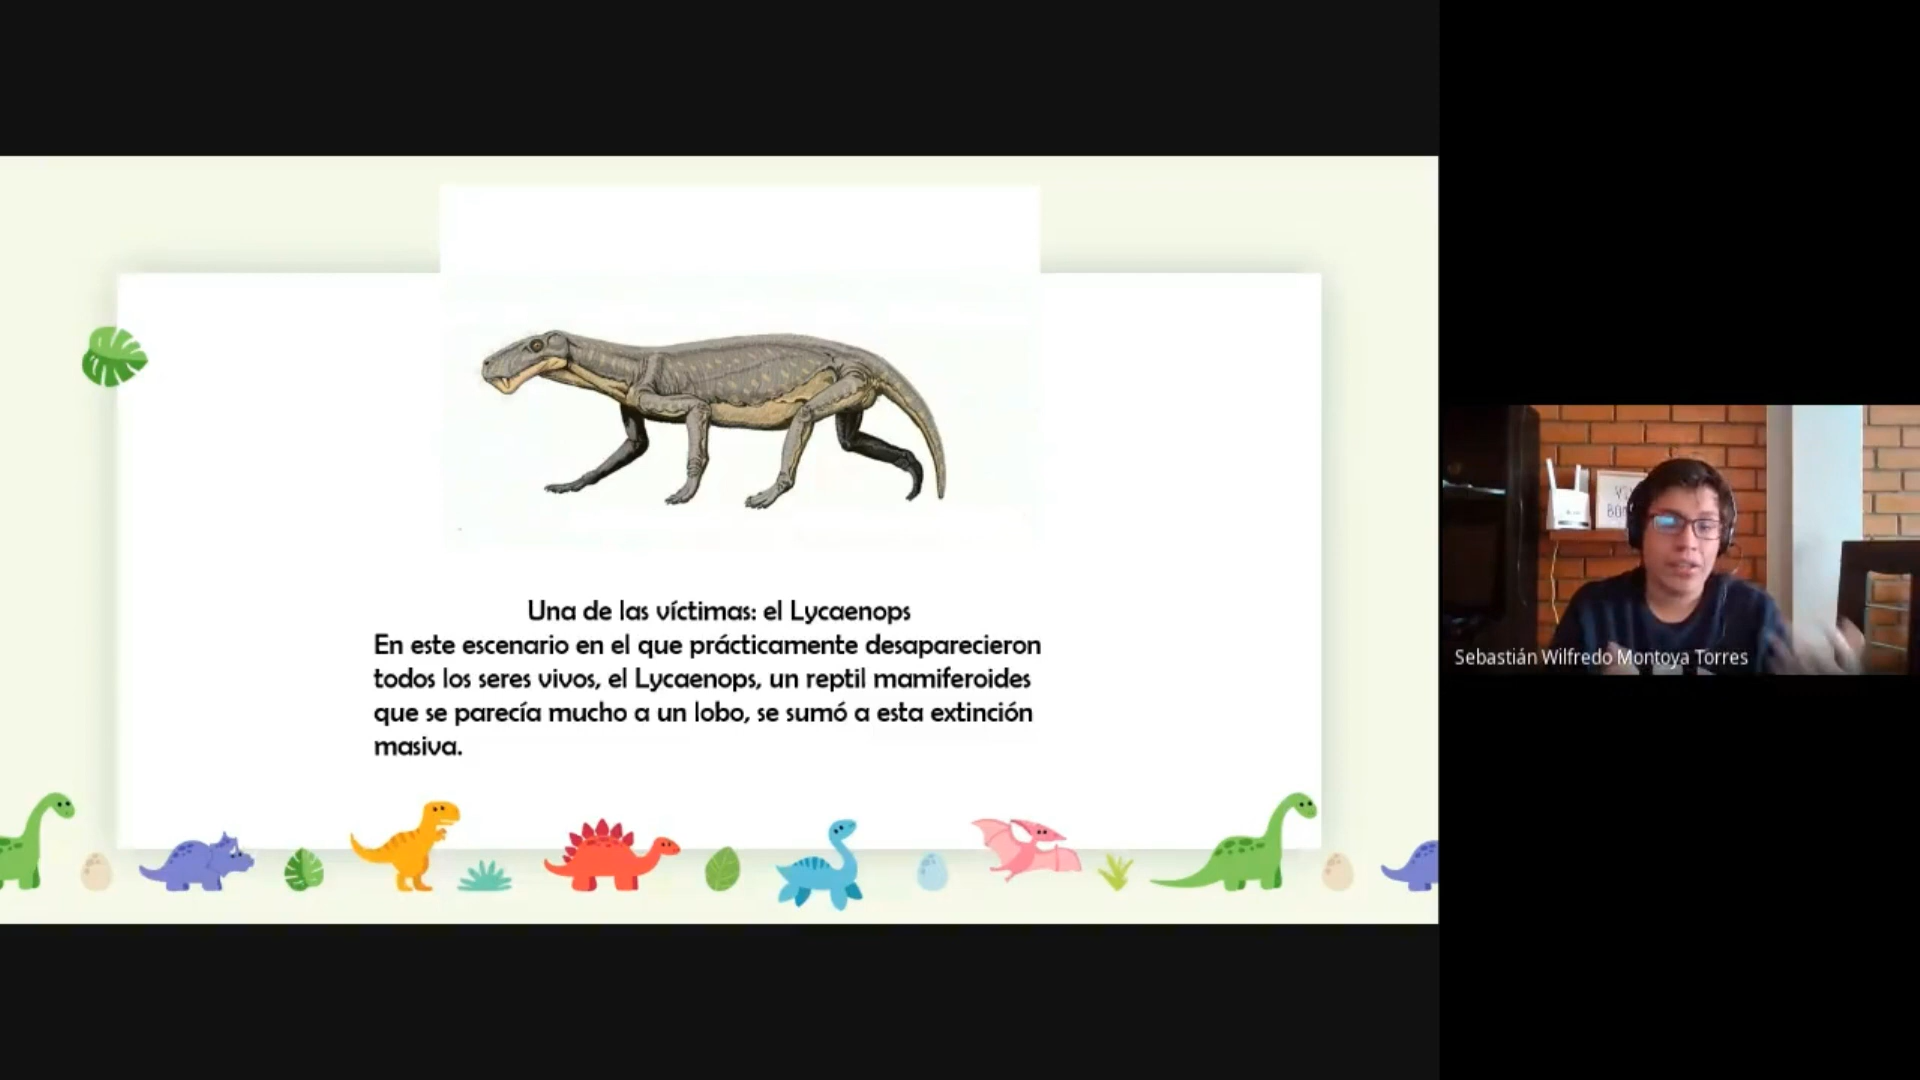 Una de las víctimas: el Lycaenops
En este escenario en el que prácticamente desaparecieron
todos los seres vivos, el Lycaenops, un reptil mamiferoides
que se parecía mucho a un lobo, se sumó a esta extinción
masiva.
Sebastián Wilfredo Montoya Torres